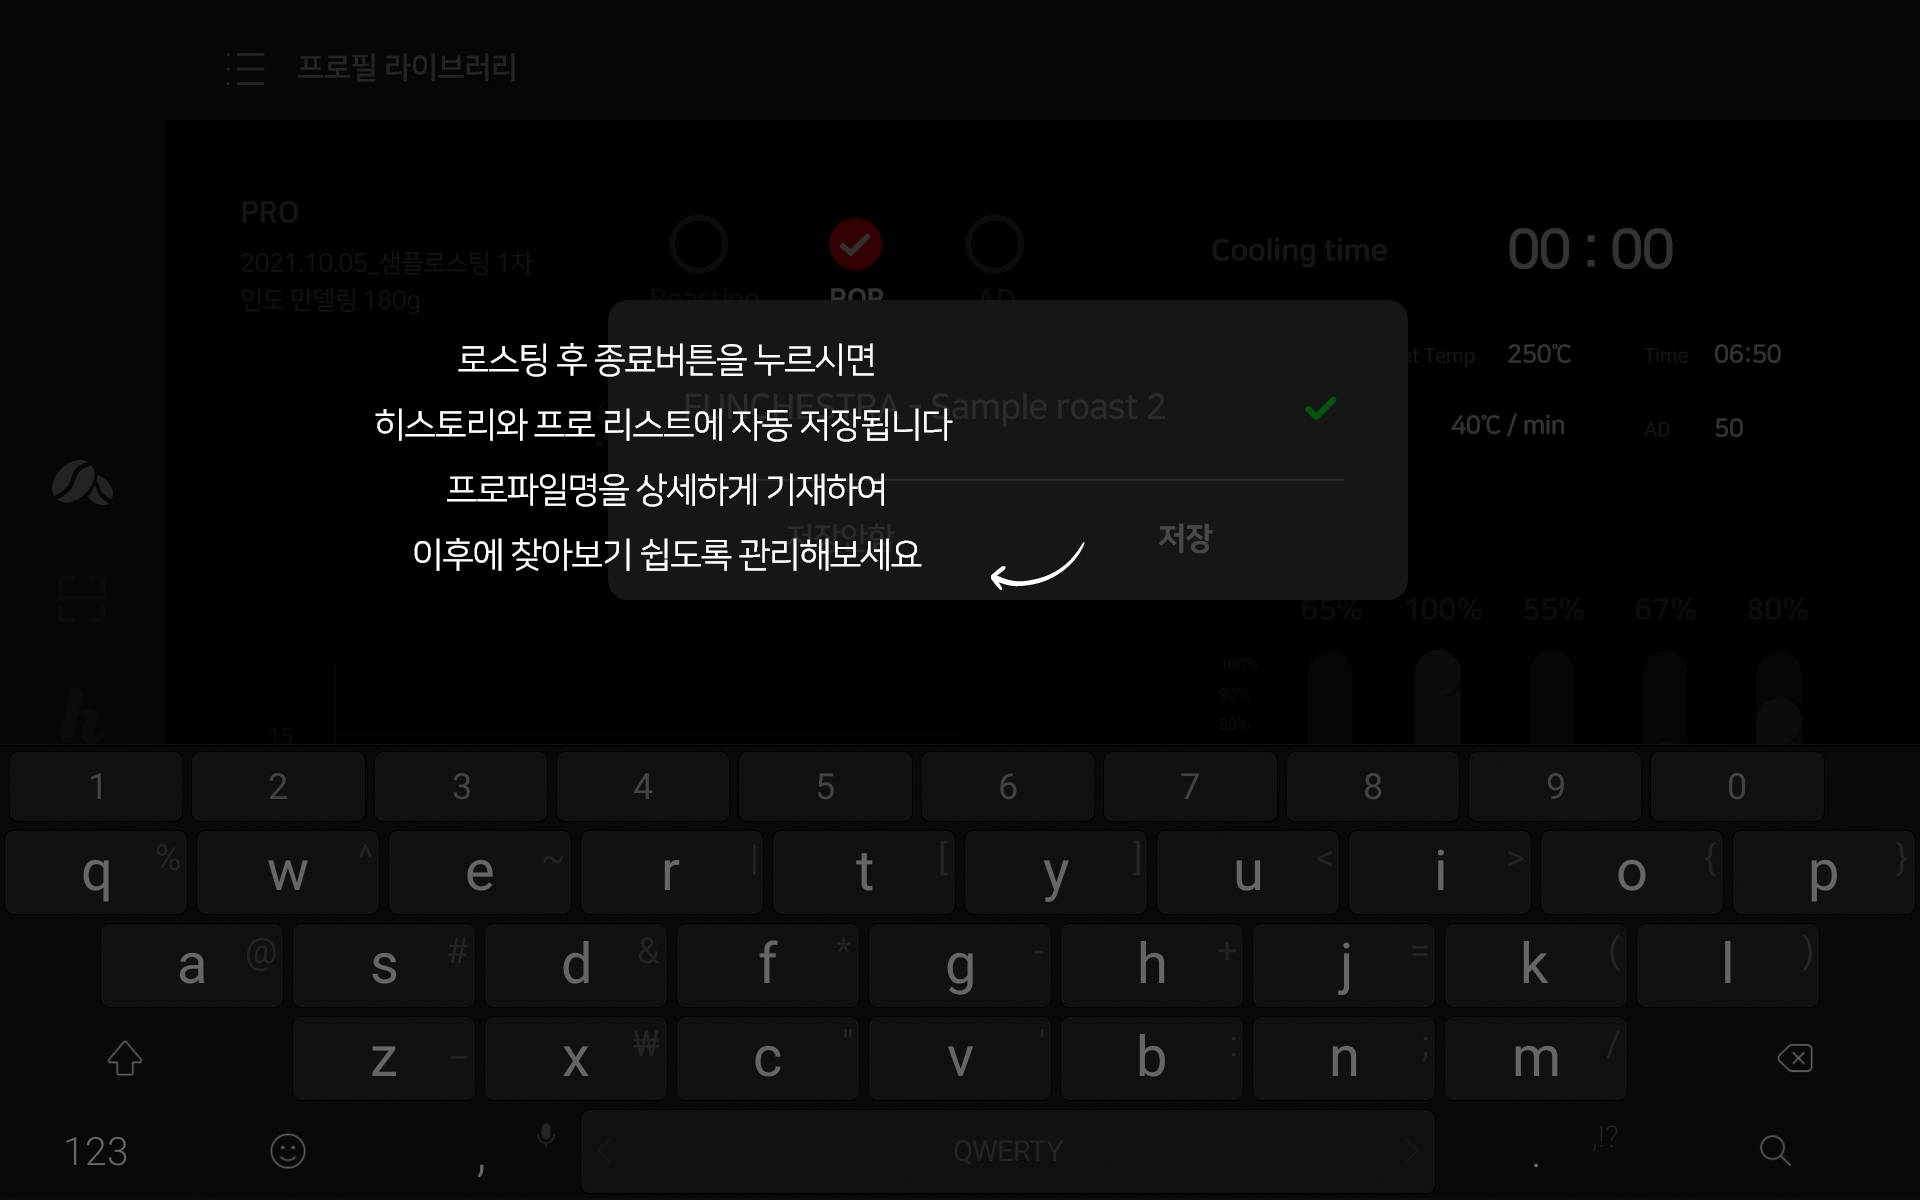 프로필 라이브러리
PRO
2021.10.05_샘플로스팅 1차
인도 만델링 180g
Roasting
POP
AD
Cooling time
00 : 00
et Temp 250℃ Time 06:50
40℃ / min AD 50
FUNCHESTRA - Sample roast 2
저장안함
저장
로스팅 후 종료버튼을 누르시면
히스토리와 프로 리스트에 자동 저장됩니다
프로파일명을 상세하게 기재하여
이후에 찾아보기 쉽도록 관리해보세요
65% 100% 55% 67% 80%
100%
90%
80%
15
h
1 2 3 4 5 6 7 8 9 0
q % w ^ e ~ r | t [ y ] u < i > o { p }
a @ s # d & f * g - h + j = k ( l )
z _ x ₩ c " v ' b : n ; m /
123 , QWERTY . ,!?